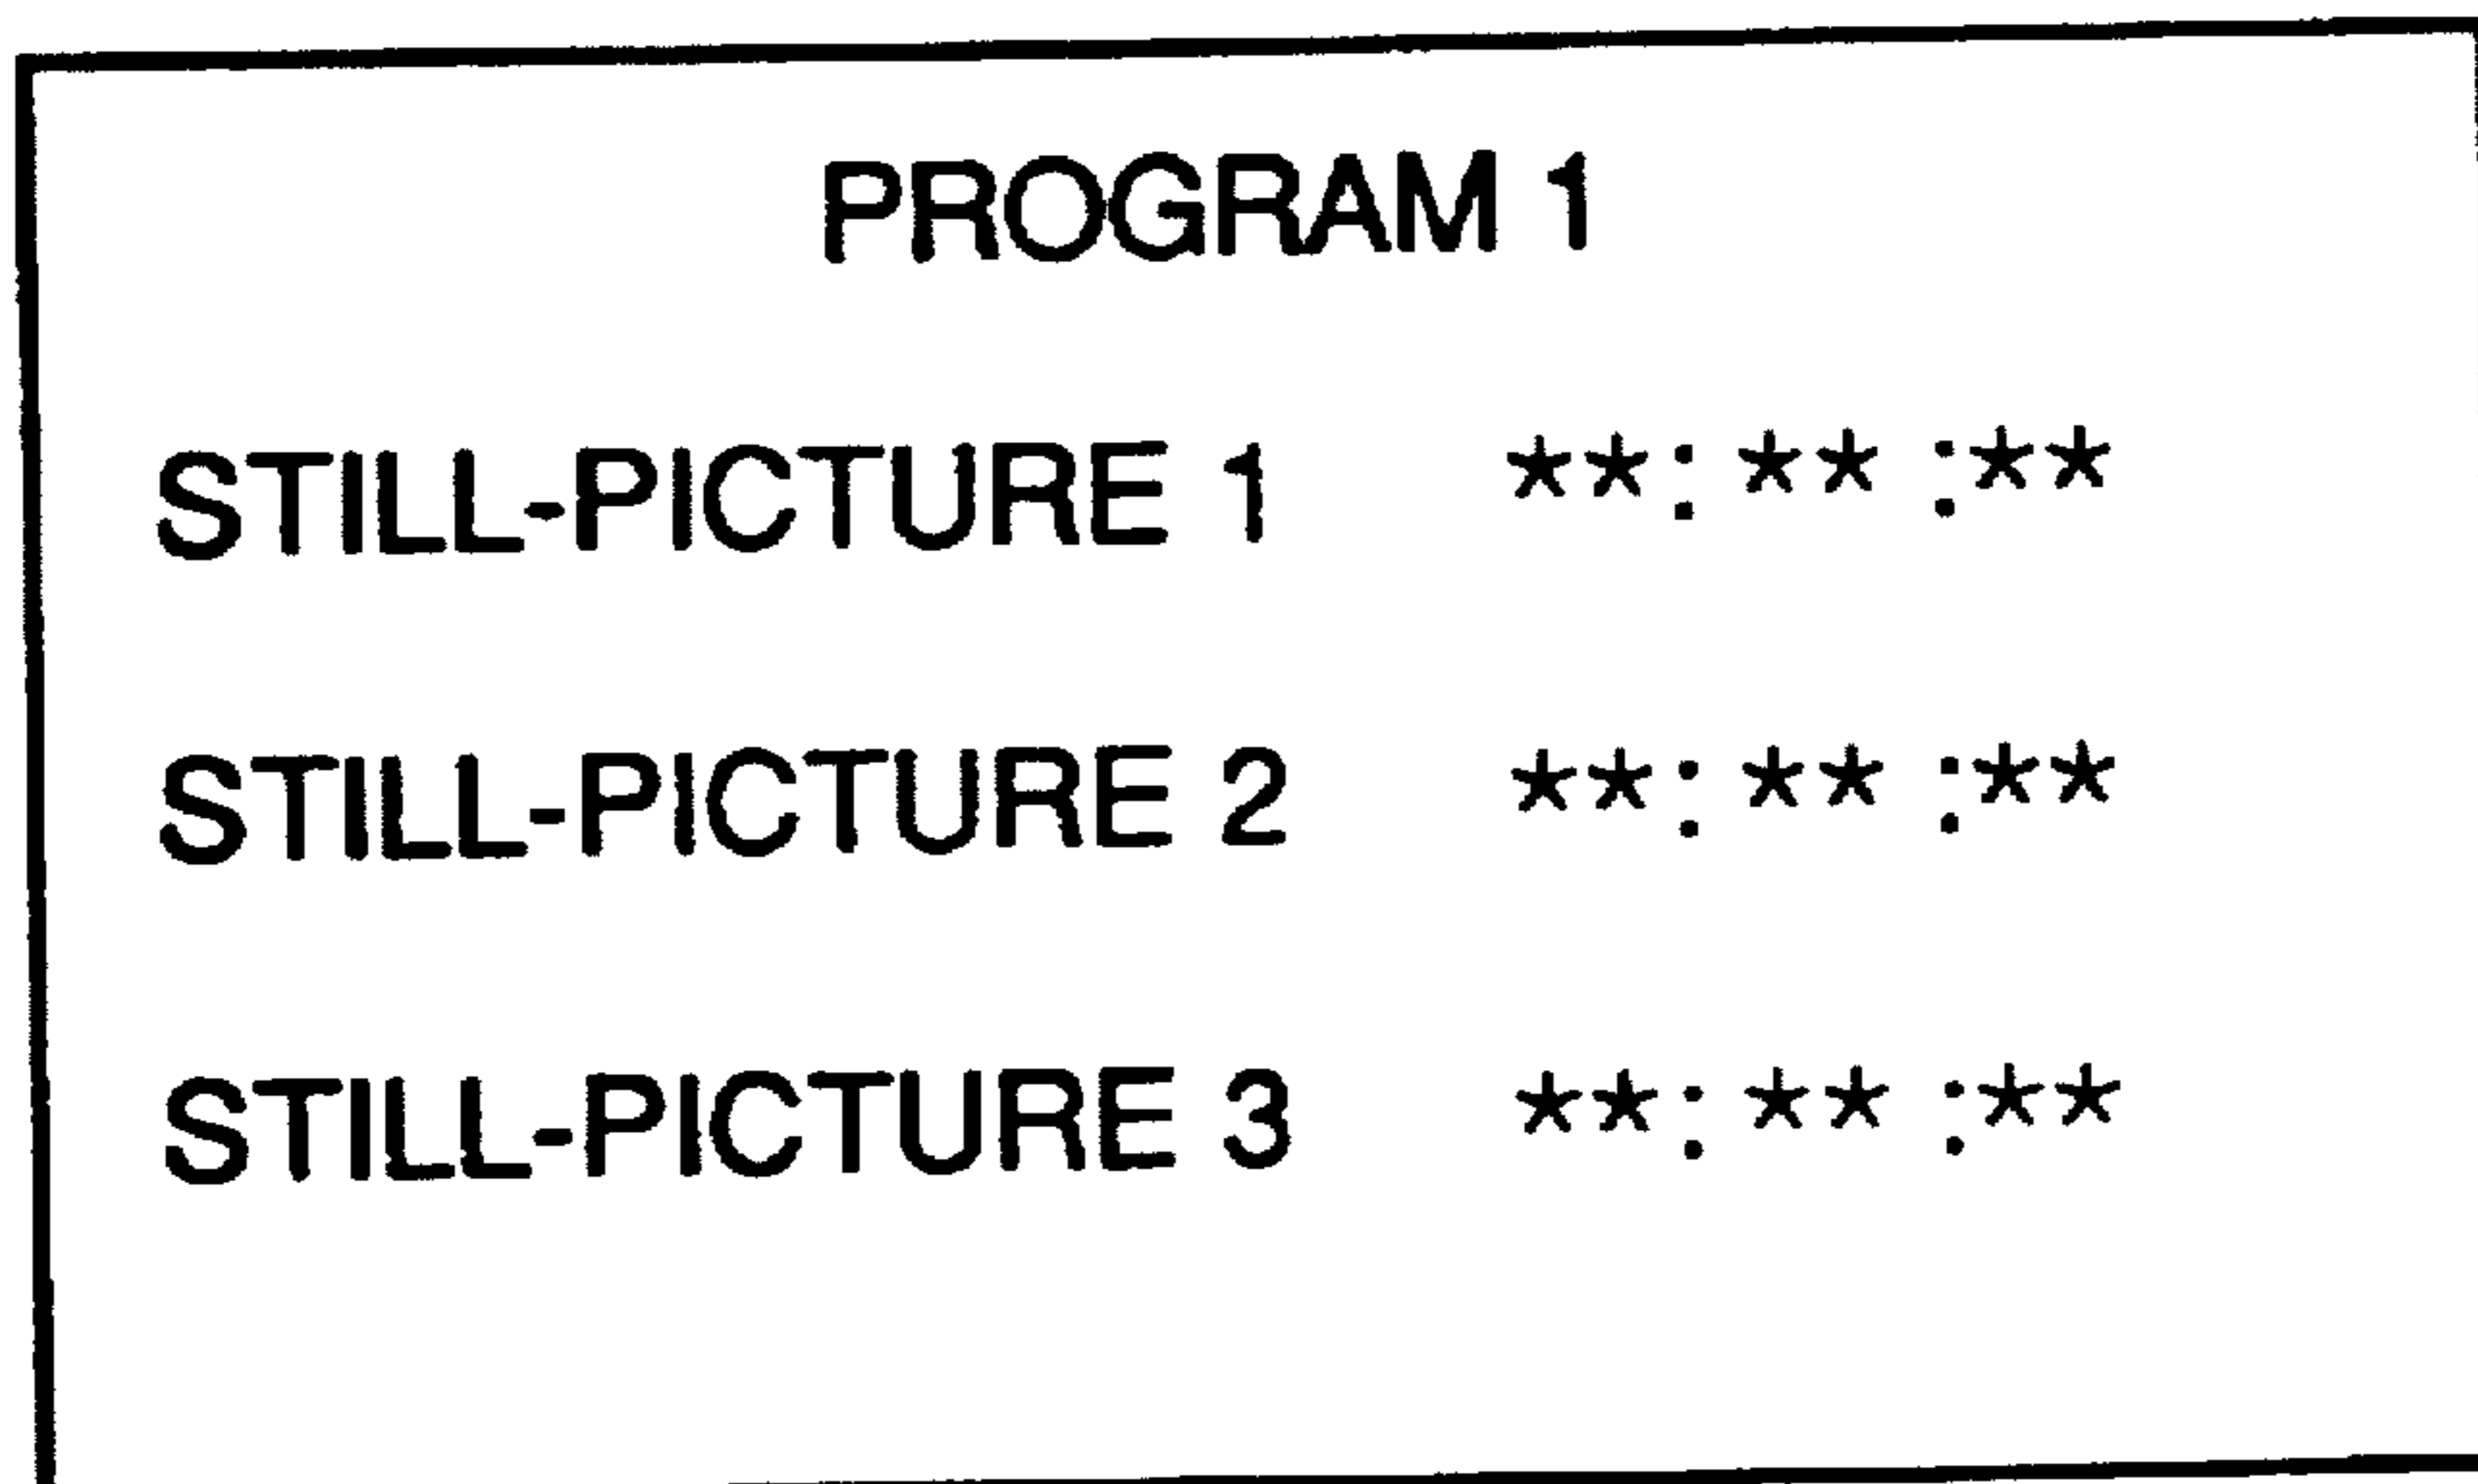 PROGRAM 1
STILL-PICTURE 1 **:** :**
STILL-PICTURE 2 **:** :**
STILL-PICTURE 3 **:** :**